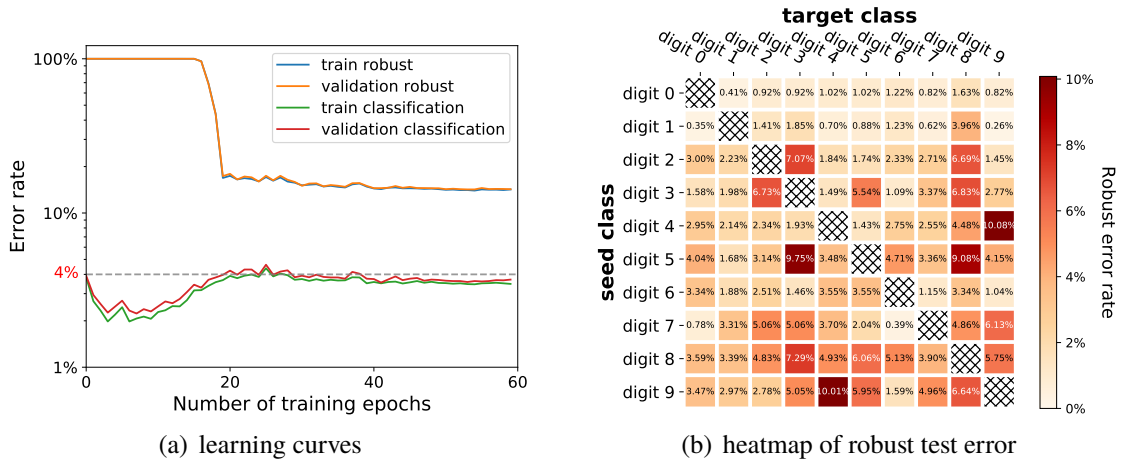 100%
10%
4%
1%
Error rate
0
20
40
60
Number of training epochs
train robust
validation robust
train classification
validation classification
(a) learning curves
target class
digit 0
digit 1
digit 2
digit 3
digit 4
digit 5
digit 6
digit 7
digit 8
digit 9
seed class
digit 0 0.41% 0.92% 0.92% 1.02% 1.02% 1.22% 0.82% 1.63% 0.82%
digit 1 0.35% 1.41% 1.85% 0.70% 0.88% 1.23% 0.62% 3.96% 0.26%
digit 2 3.00% 2.23% 7.07% 1.84% 1.74% 2.33% 2.71% 6.69% 1.45%
digit 3 1.58% 1.98% 6.73% 1.49% 5.54% 1.09% 3.37% 6.83% 2.77%
digit 4 2.95% 2.14% 2.34% 1.93% 1.43% 2.75% 2.55% 4.48% 10.08%
digit 5 4.04% 1.68% 3.14% 9.75% 3.48% 4.71% 3.36% 9.08% 4.15%
digit 6 3.34% 1.88% 2.51% 1.46% 3.55% 3.55% 1.15% 3.34% 1.04%
digit 7 0.78% 3.31% 5.06% 5.06% 3.70% 2.04% 0.39% 4.86% 6.13%
digit 8 3.59% 3.39% 4.83% 7.29% 4.93% 6.06% 5.13% 3.90% 5.75%
digit 9 3.47% 2.97% 2.78% 5.05% 10.01% 5.95% 1.59% 4.96% 6.64%
10%
8%
6%
4%
2%
0%
Robust error rate
(b) heatmap of robust test error